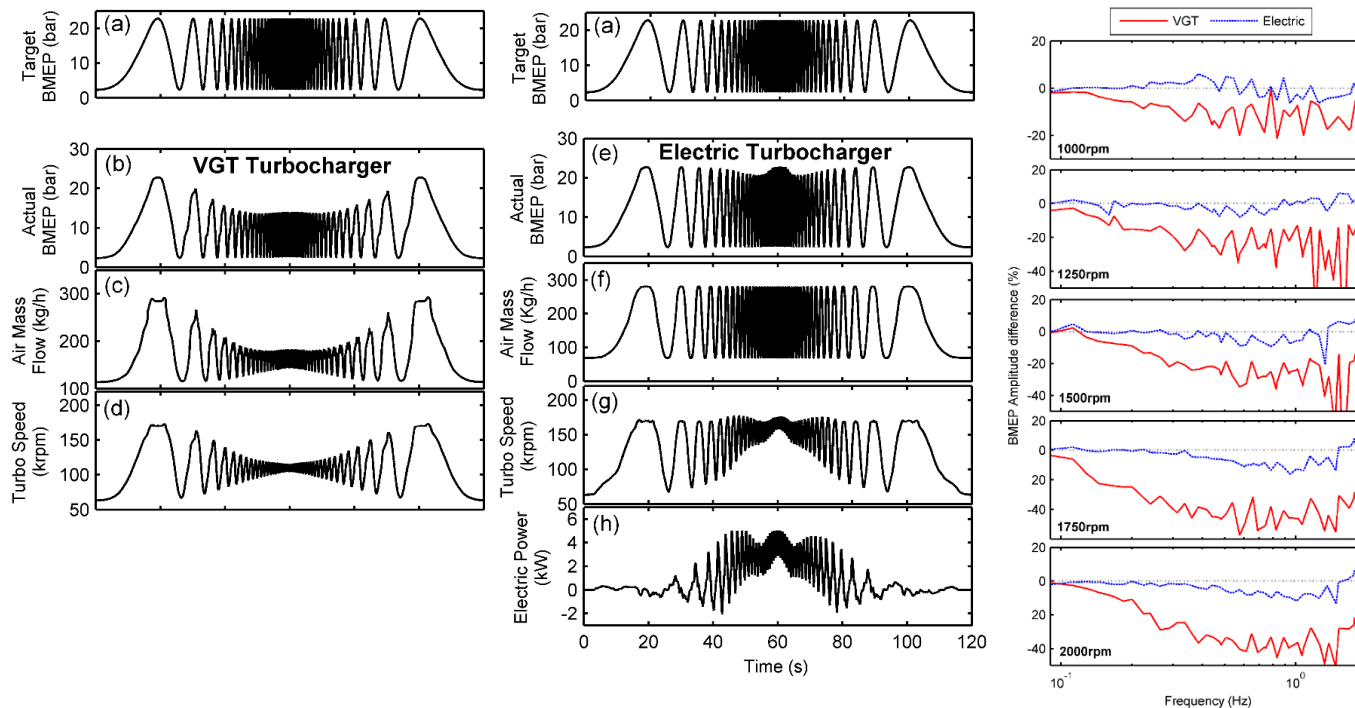 (a)
Target
BMEP (bar)
20
10
0
(b)
VGT Turbocharger
Actual
BMEP (bar)
30
20
10
0
(c)
Air Mass
Flow (Kg/h)
300
200
100
(d)
Turbo Speed
(krpm)
200
150
100
50
(a)
Target
BMEP (bar)
20
10
0
(e)
Electric Turbocharger
Actual
BMEP (bar)
30
20
10
0
(f)
Air Mass
Flow (Kg/h)
400
300
200
100
0
(g)
Turbo Speed
(krpm)
200
150
100
50
(h)
Electric Power
(kW)
6
4
2
0
-2
0 20 40 60 80 100 120
Time (s)
VGT Electric
BMEP Amplitude difference (%)
20
0
-20
1000rpm
20
0
-20
-40
1250rpm
20
0
-20
-40
1500rpm
20
0
-20
-40
1750rpm
20
0
20
-40
2000rpm
10⁻¹ 10⁰
Frequency (Hz)